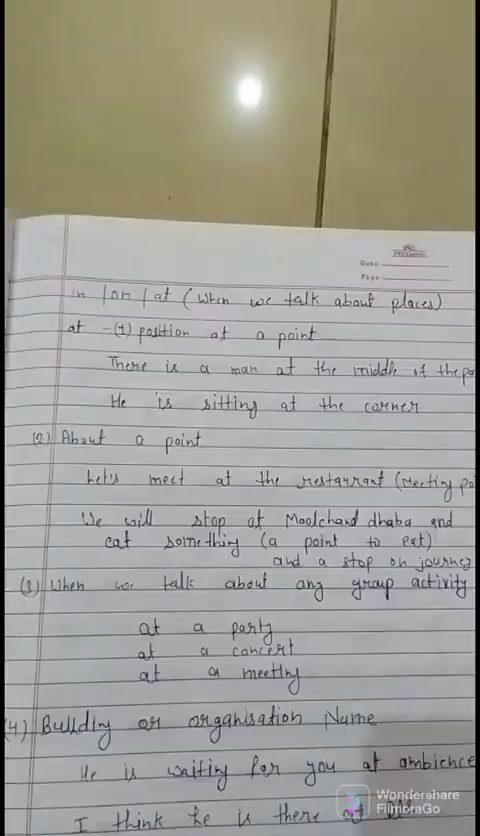 Date
Page
in / on / at (when we talk about places)
at - (1) position at a point
There is a man at the middle of the
He is sitting at the corner
(2) About a point
Let's meet at the restaurant (Meeting
We will stop at Moolchand dhaba and
eat something (a point to eat)
and a stop on journey
(3) When we talk about any group activity
at a party
at a concert
at a meeting
(4) Building or organisation Name
He is waiting for you at ambience
I think he is there at
Wondershare
FilmoraGo